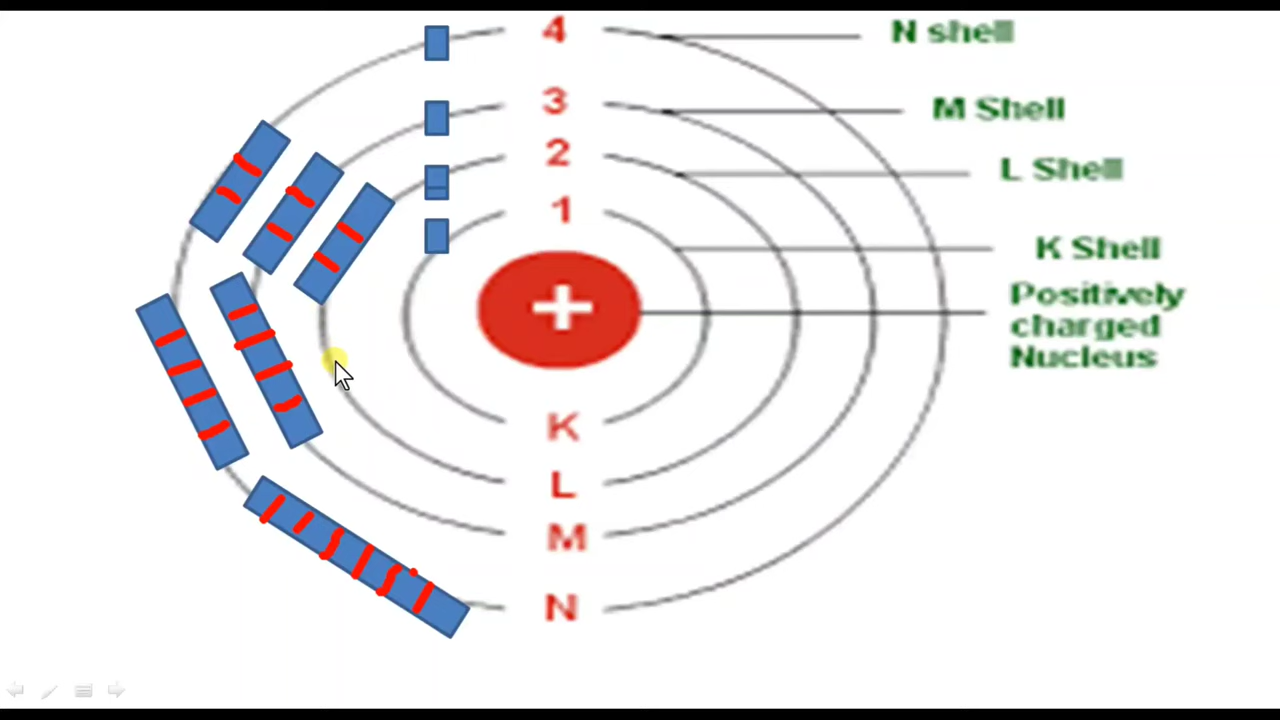 4
N shell
3
M Shell
2
L Shell
1
K Shell
+
Positively
charged
Nucleus
K
L
M
N